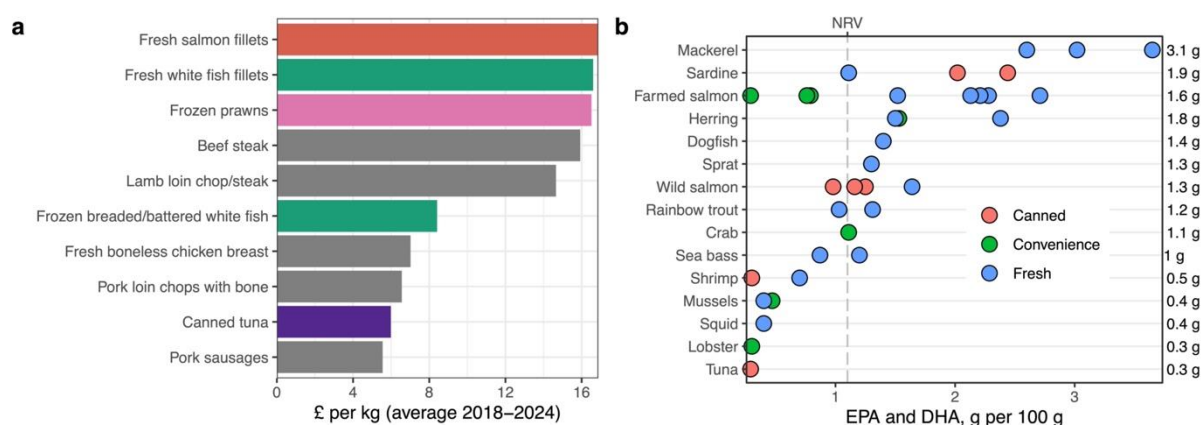 a
Fresh salmon fillets
Fresh white fish fillets
Frozen prawns
Beef steak
Lamb loin chop/steak
Frozen breaded/battered white fish
Fresh boneless chicken breast
Pork loin chops with bone
Canned tuna
Pork sausages
0 4 8 12 16
£ per kg (average 2018–2024)
b
NRV
Mackerel 3.1 g
Sardine 1.9 g
Farmed salmon 1.6 g
Herring 1.8 g
Dogfish 1.4 g
Sprat 1.3 g
Wild salmon 1.3 g
Rainbow trout 1.2 g
Crab 1.1 g
Sea bass 1 g
Shrimp 0.5 g
Mussels 0.4 g
Squid 0.4 g
Lobster 0.3 g
Tuna 0.3 g
Canned
Convenience
Fresh
1 2 3
EPA and DHA, g per 100 g